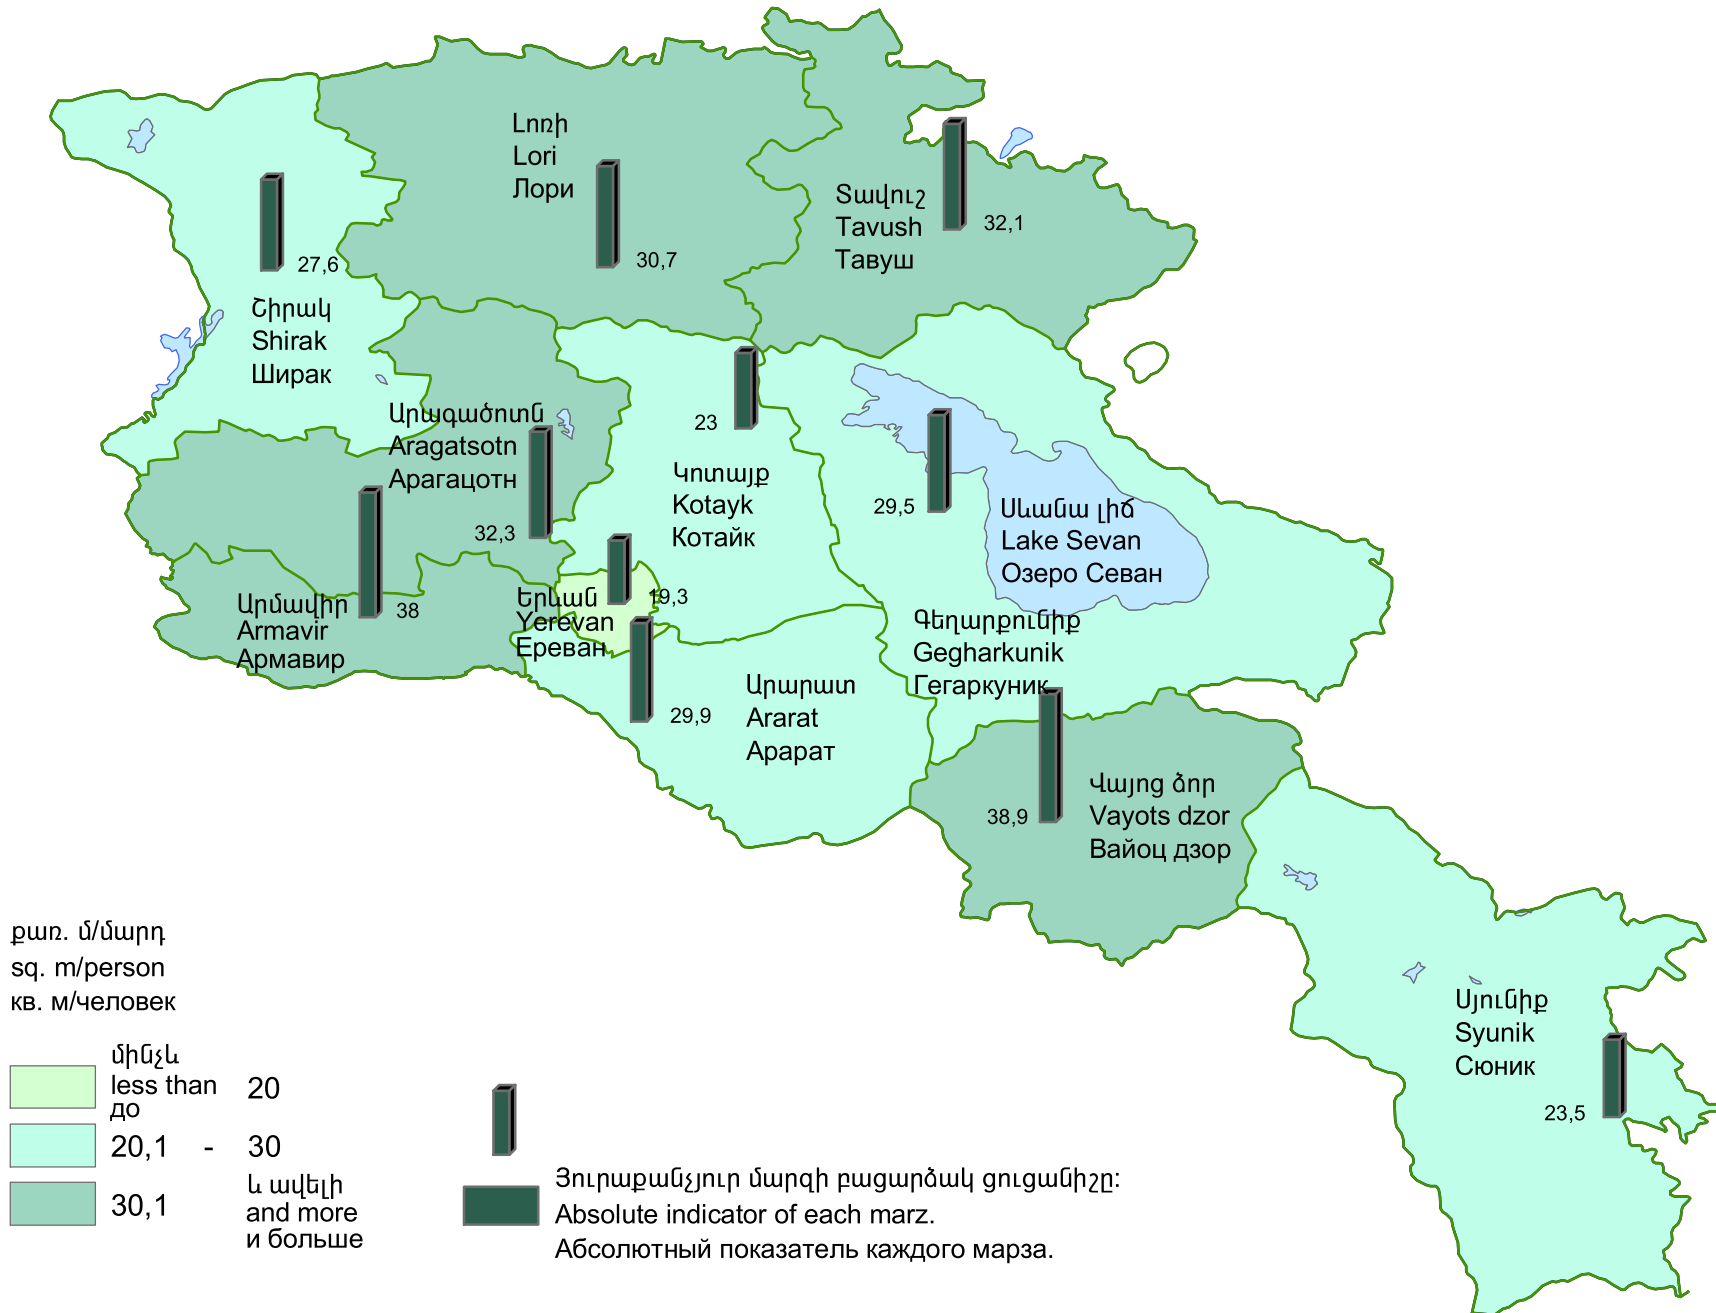 Լոռի
Lori
Лори
30,7
Տավուշ
Tavush
Тавуш
32,1
27,6
Շիրակ
Shirak
Ширак
Արագածոտն
Aragatsotn
Арагацотн
32,3
23
Կոտայք
Kotayk
Котайк
29,5
Սևանա լիճ
Lake Sevan
Озеро Севан
Արմավիր
Armavir
Армавир
38
Երևան
Yerevan
Ереван
19,3
Գեղարքունիք
Gegharkunik
Гегаркуник
Արարատ
Ararat
Арарат
29,9
Վայոց ձոր
Vayots dzor
Вайоц дзор
38,9
Սյունիք
Syunik
Сюник
23,5
քառ. մ/մարդ
sq. m/person
кв. м/человек
մինչև
less than 20
до
20,1 - 30
30,1
և ավելի
and more
и больше
Յուրաքանչյուր մարզի բացարձակ ցուցանիշը:
Absolute indicator of each marz.
Абсолютный показатель каждого марза.